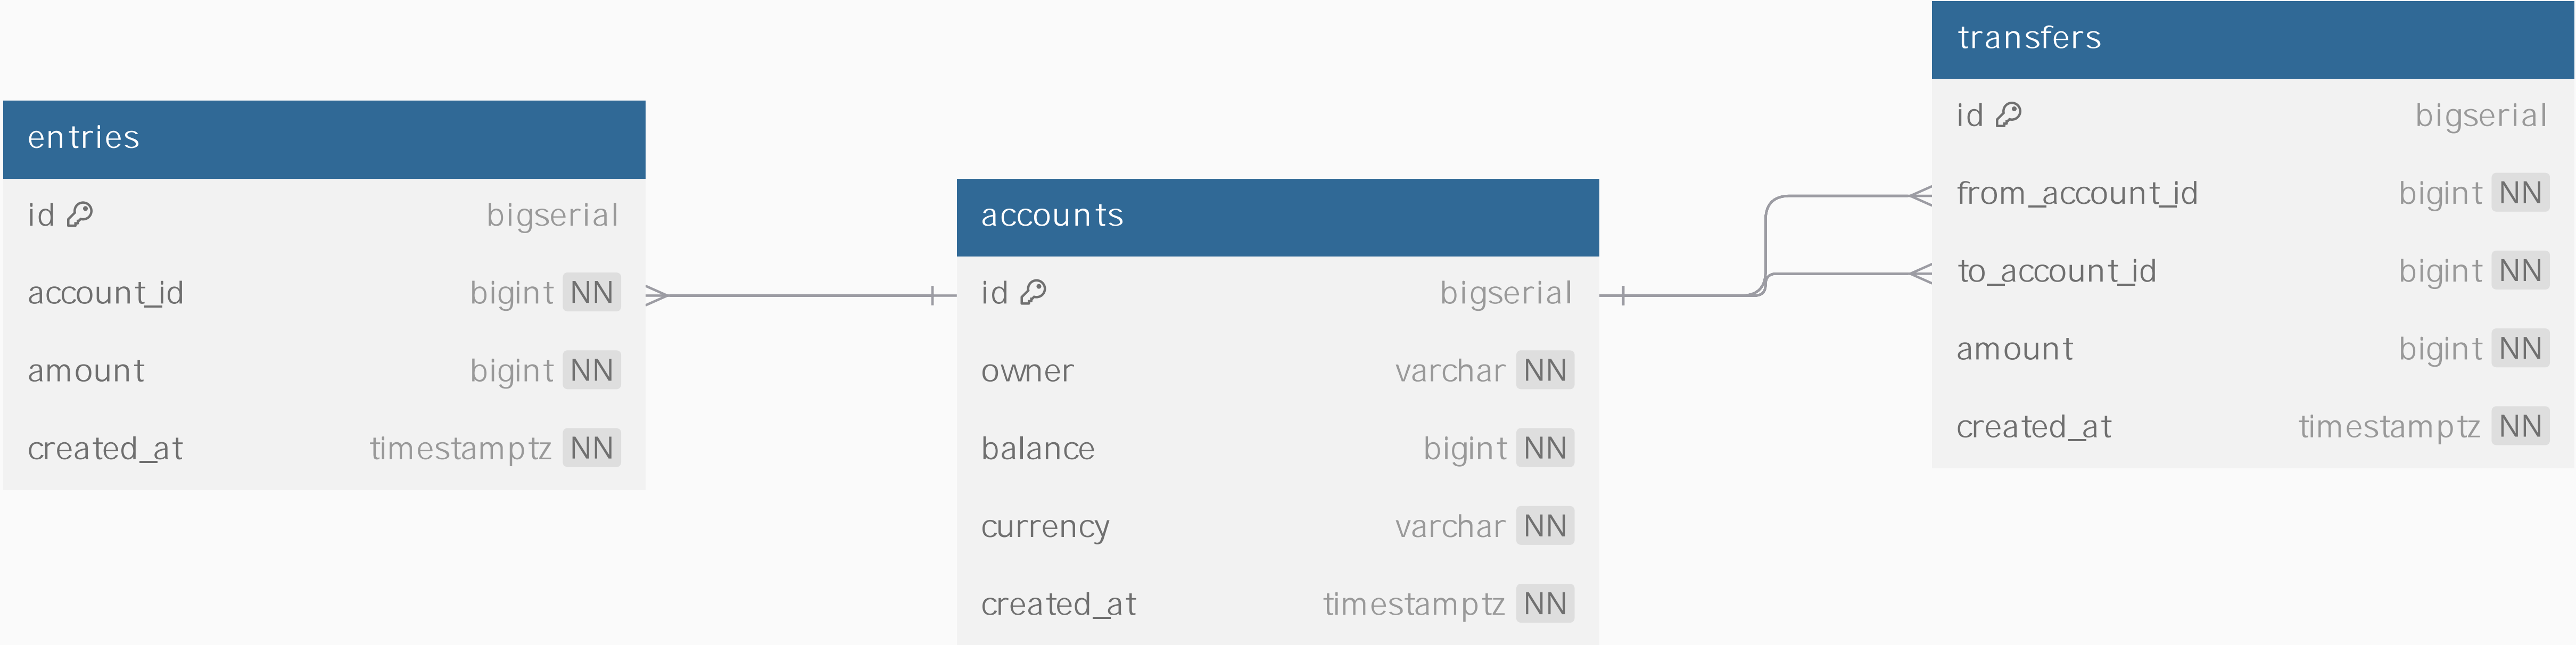 entries
id bigserial
account_id bigint NN
amount bigint NN
created_at timestamptz NN
accounts
id bigserial
owner varchar NN
balance bigint NN
currency varchar NN
created_at timestamptz NN
transfers
id bigserial
from_account_id bigint NN
to_account_id bigint NN
amount bigint NN
created_at timestamptz NN